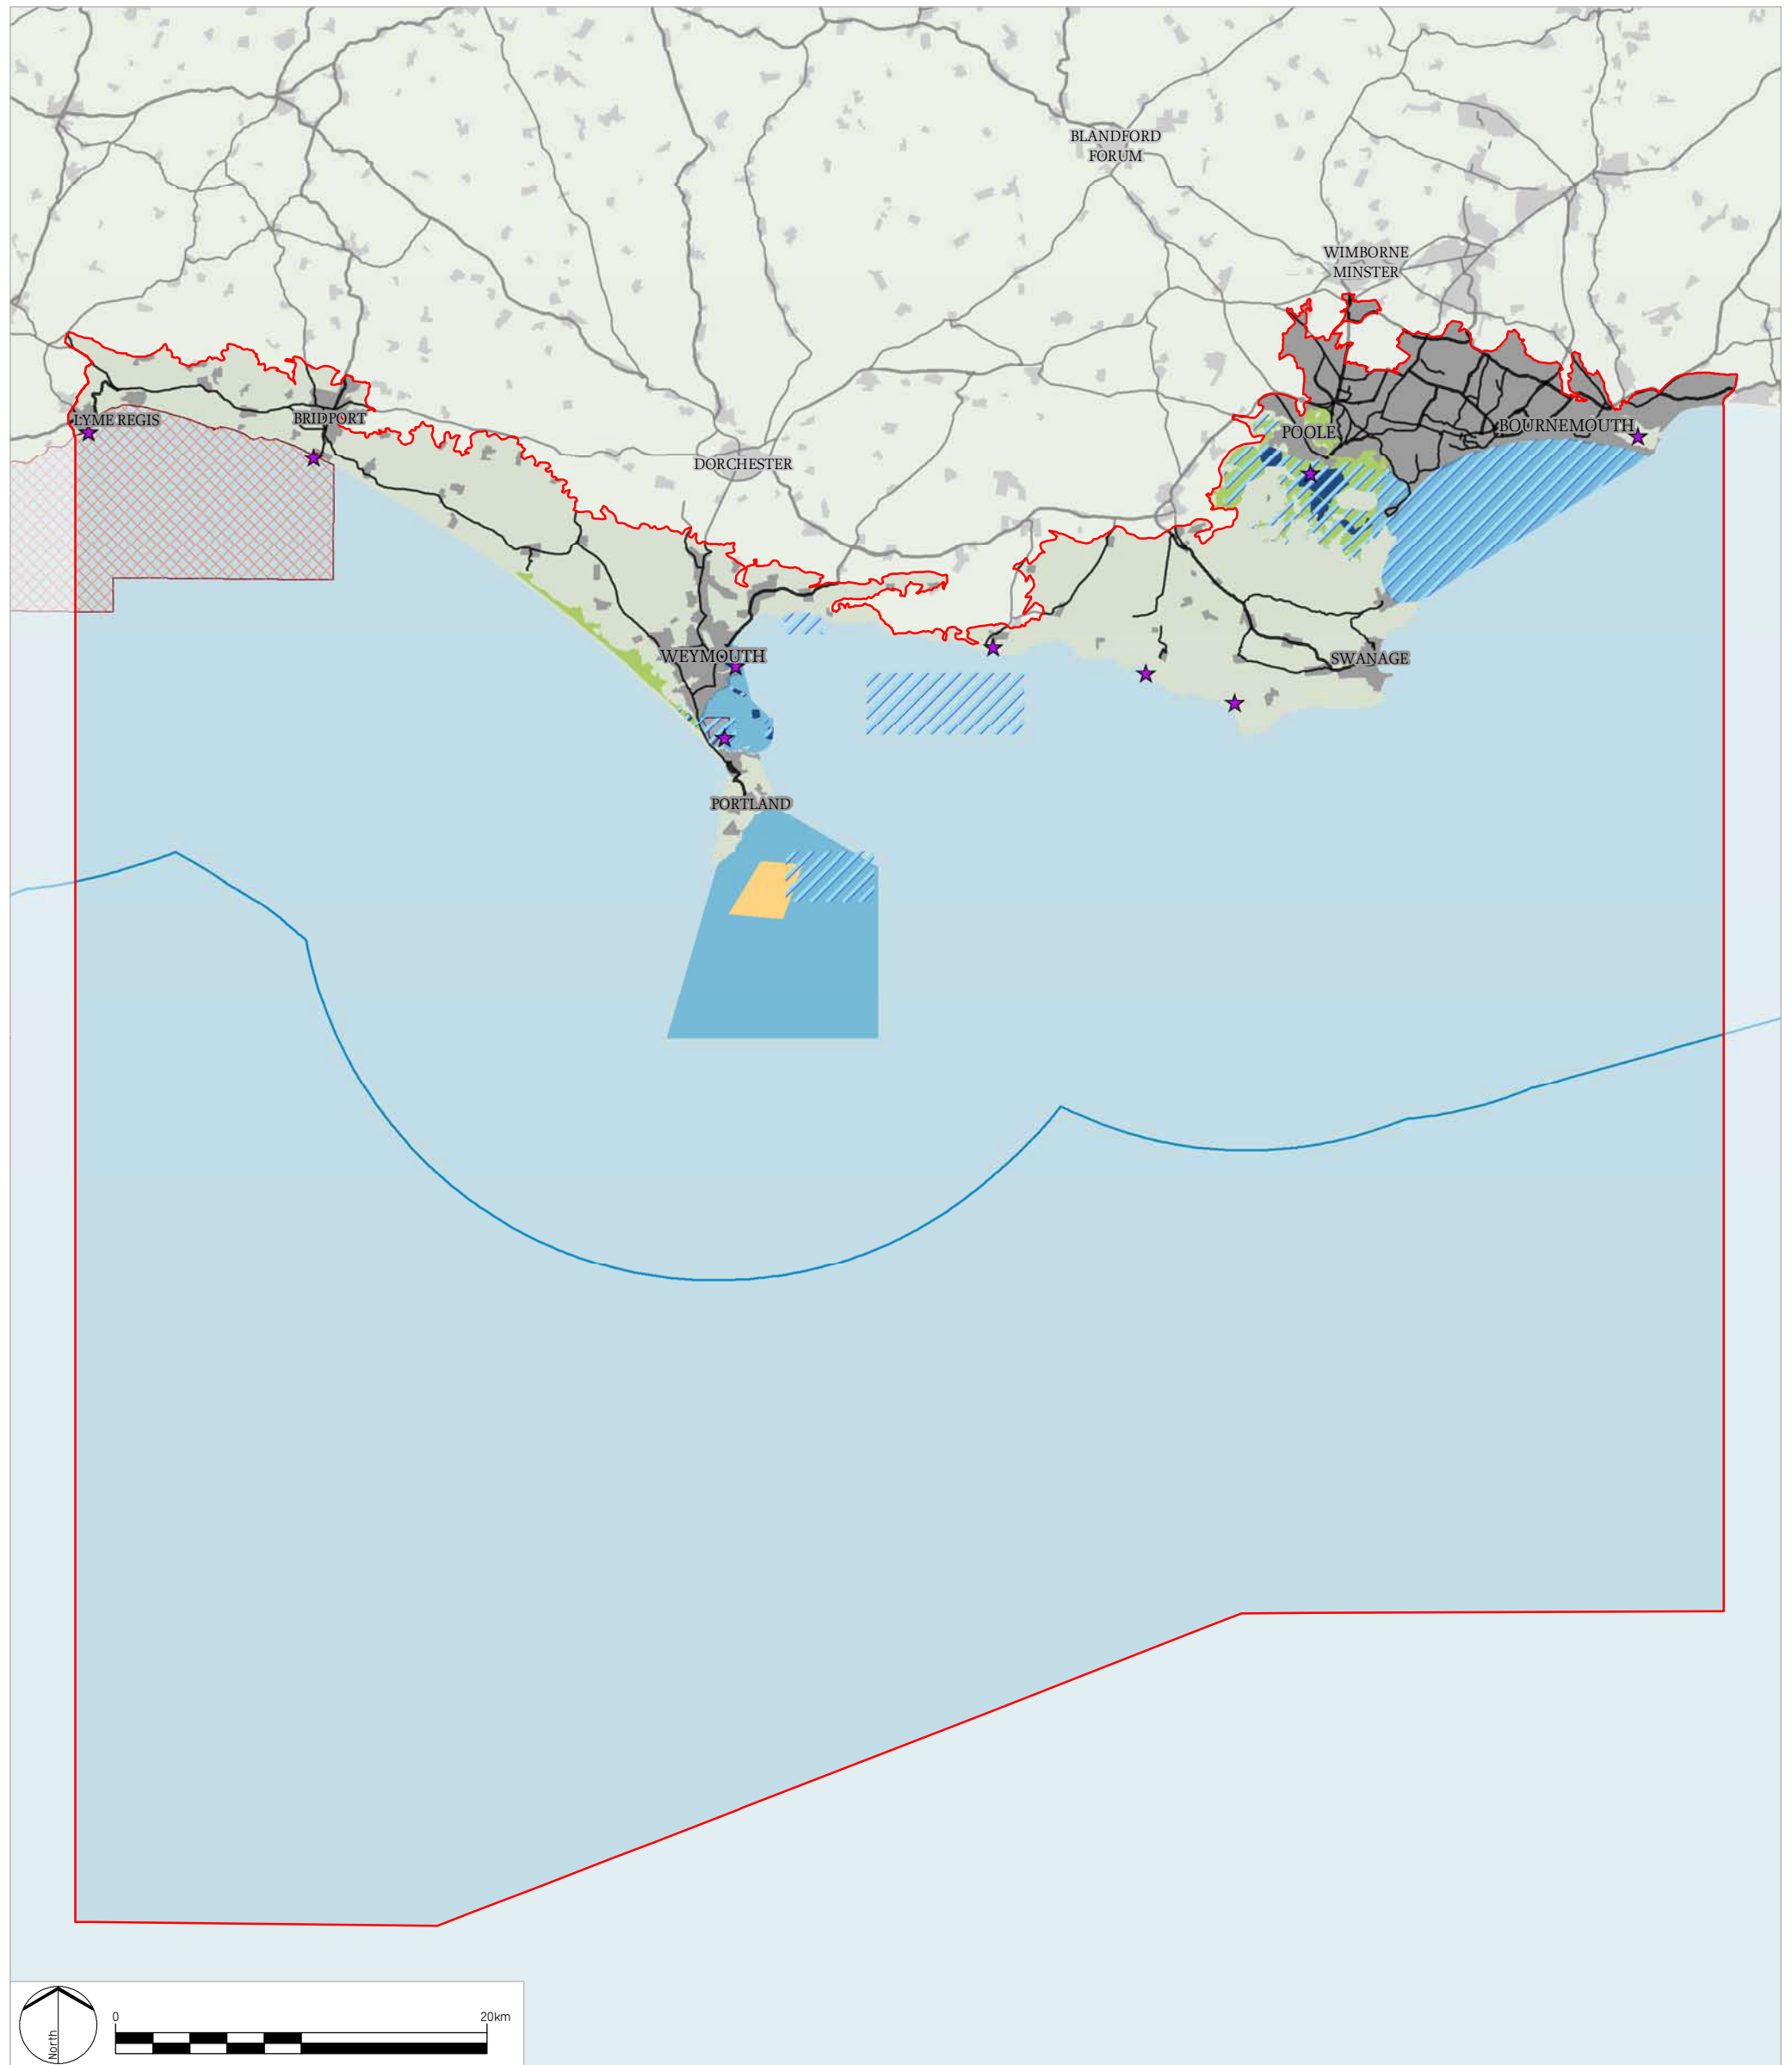 BLANDFORD
FORUM
WIMBORNE
MINSTER
LYME REGIS
BRIDPORT
POOLE
BOURNEMOUTH
DORCHESTER
WEYMOUTH
SWANAGE
PORTLAND
North
0
20km